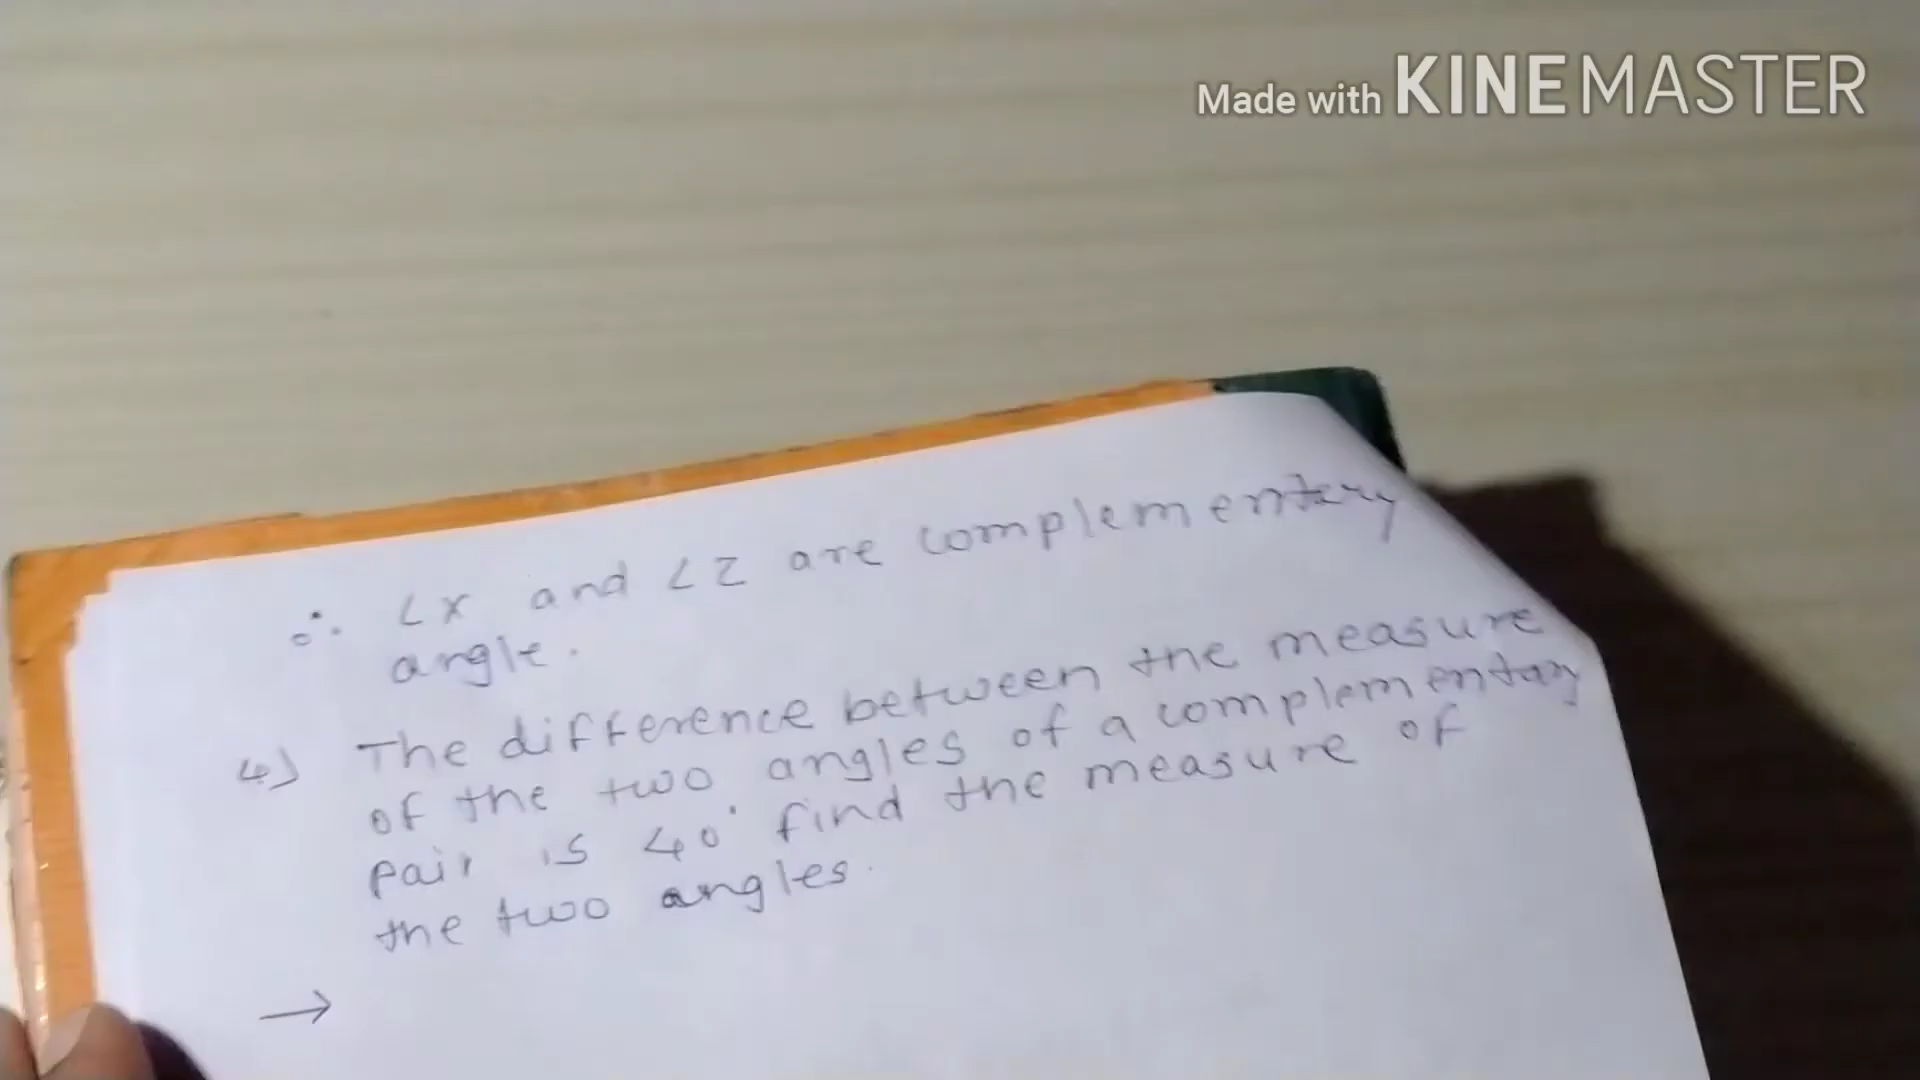 Made with KINEMASTER
∴ ∠x and ∠z are complementary
angle.
4) The difference between the measure
of the two angles of a complementary
pair is 40° find the measure of
the two angles.
→